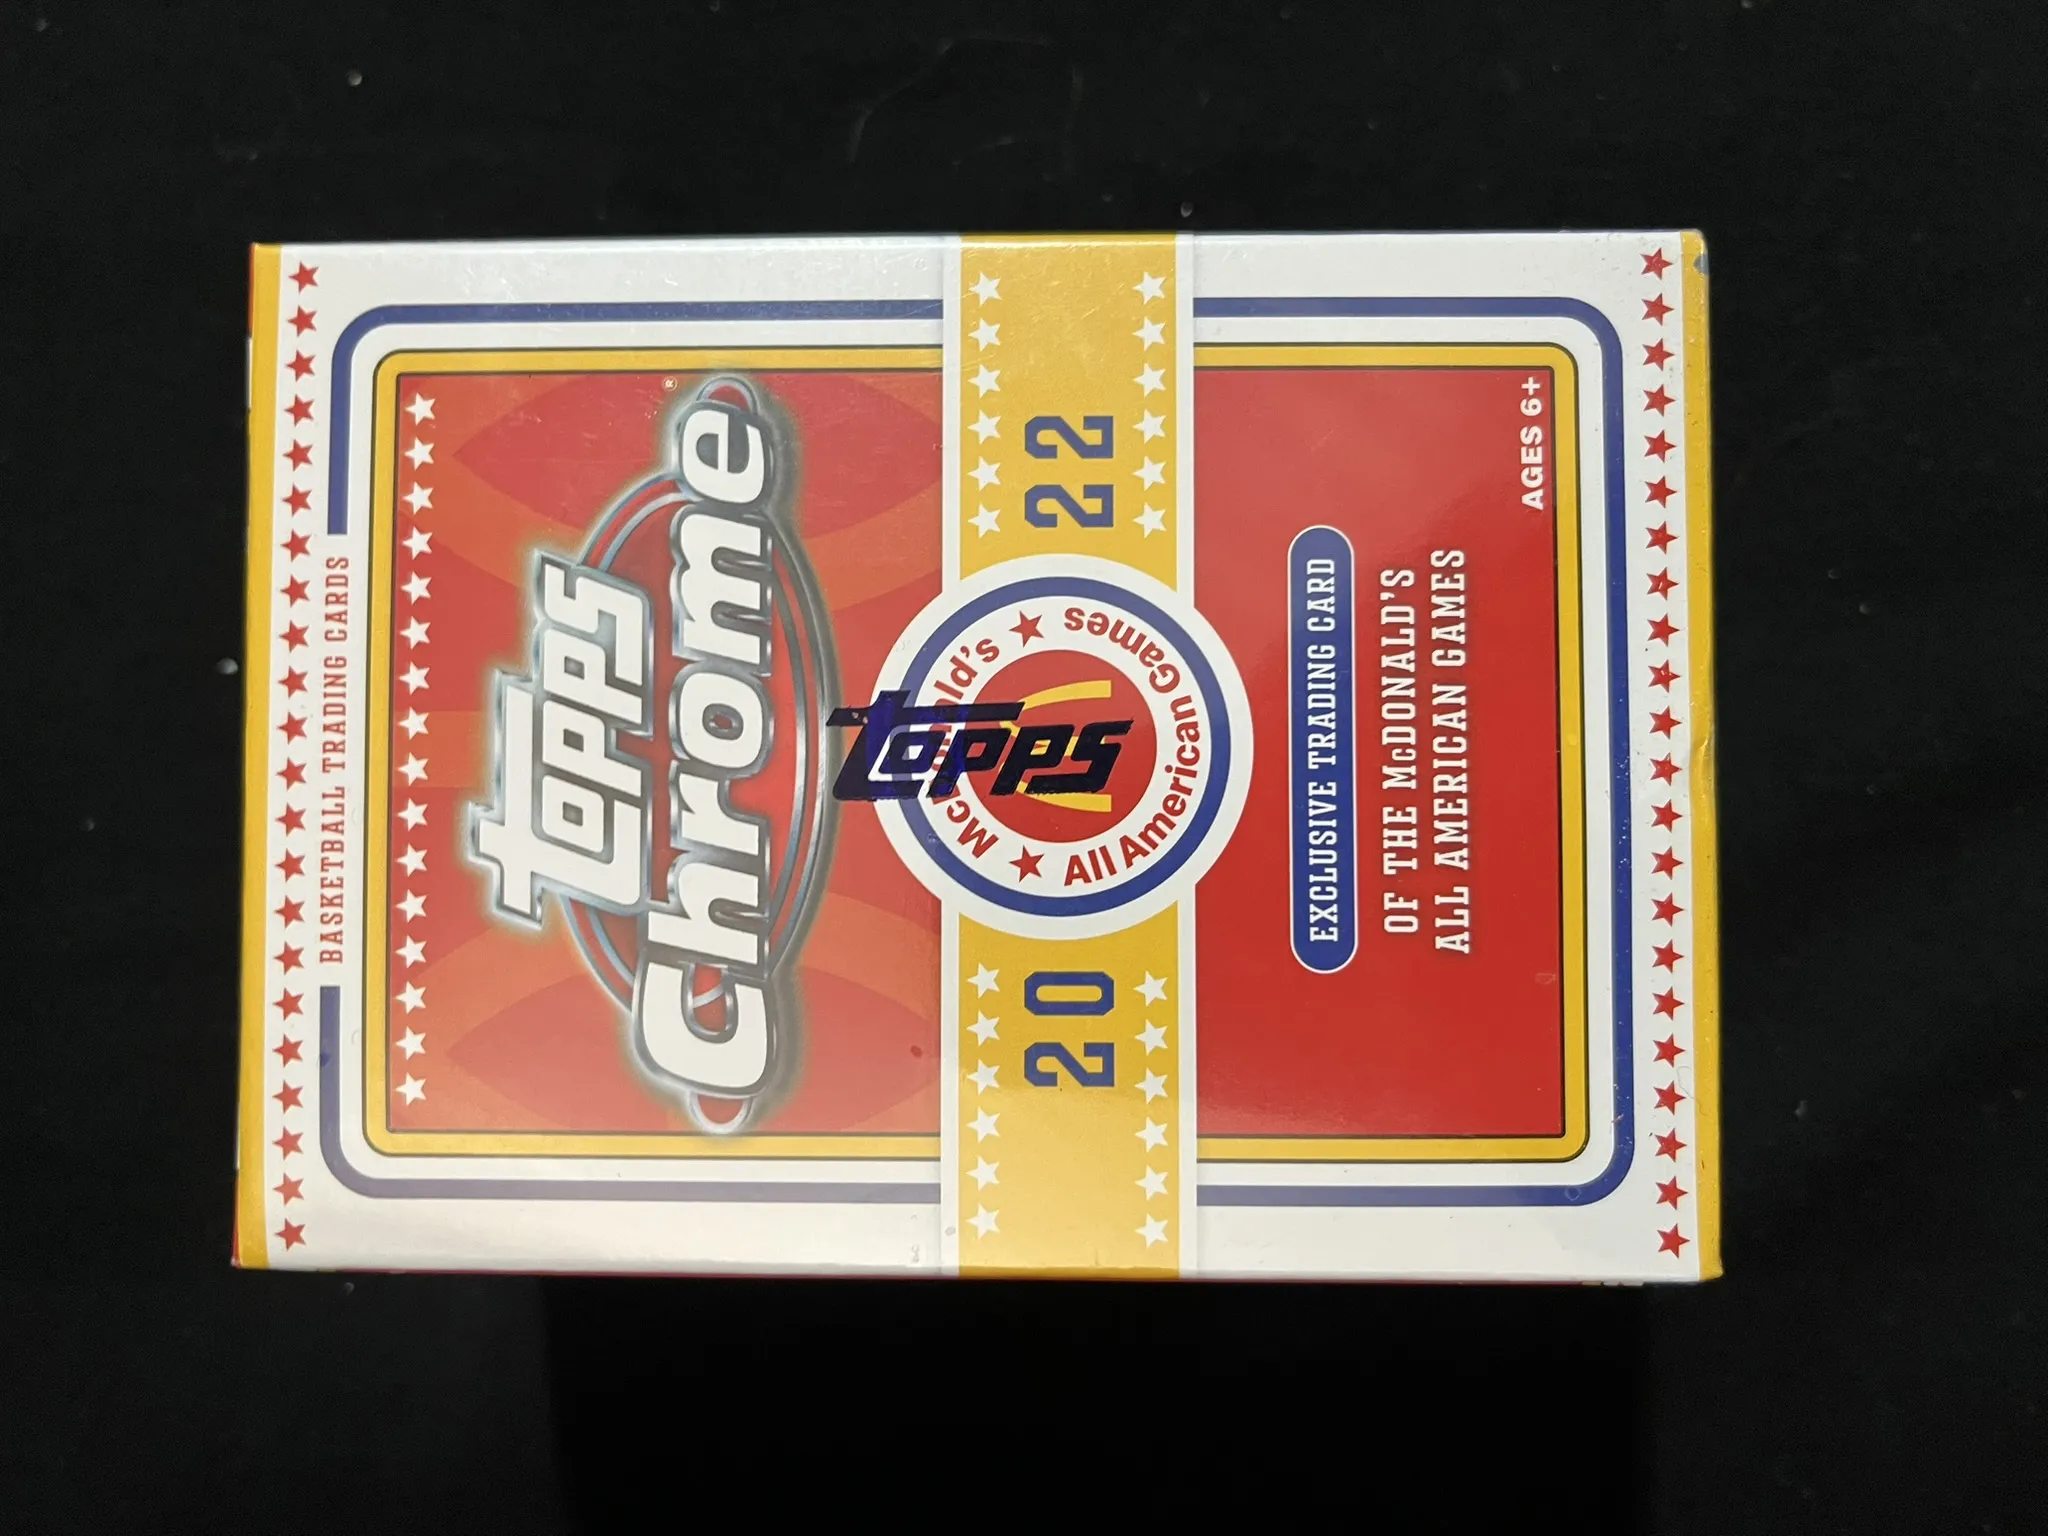 BASKETBALL TRADING CARDS
Topps
Chrome
®
20 22
McDonald's
All American Games
Topps
EXCLUSIVE TRADING CARD
OF THE McDONALD'S
ALL AMERICAN GAMES
AGES 6+